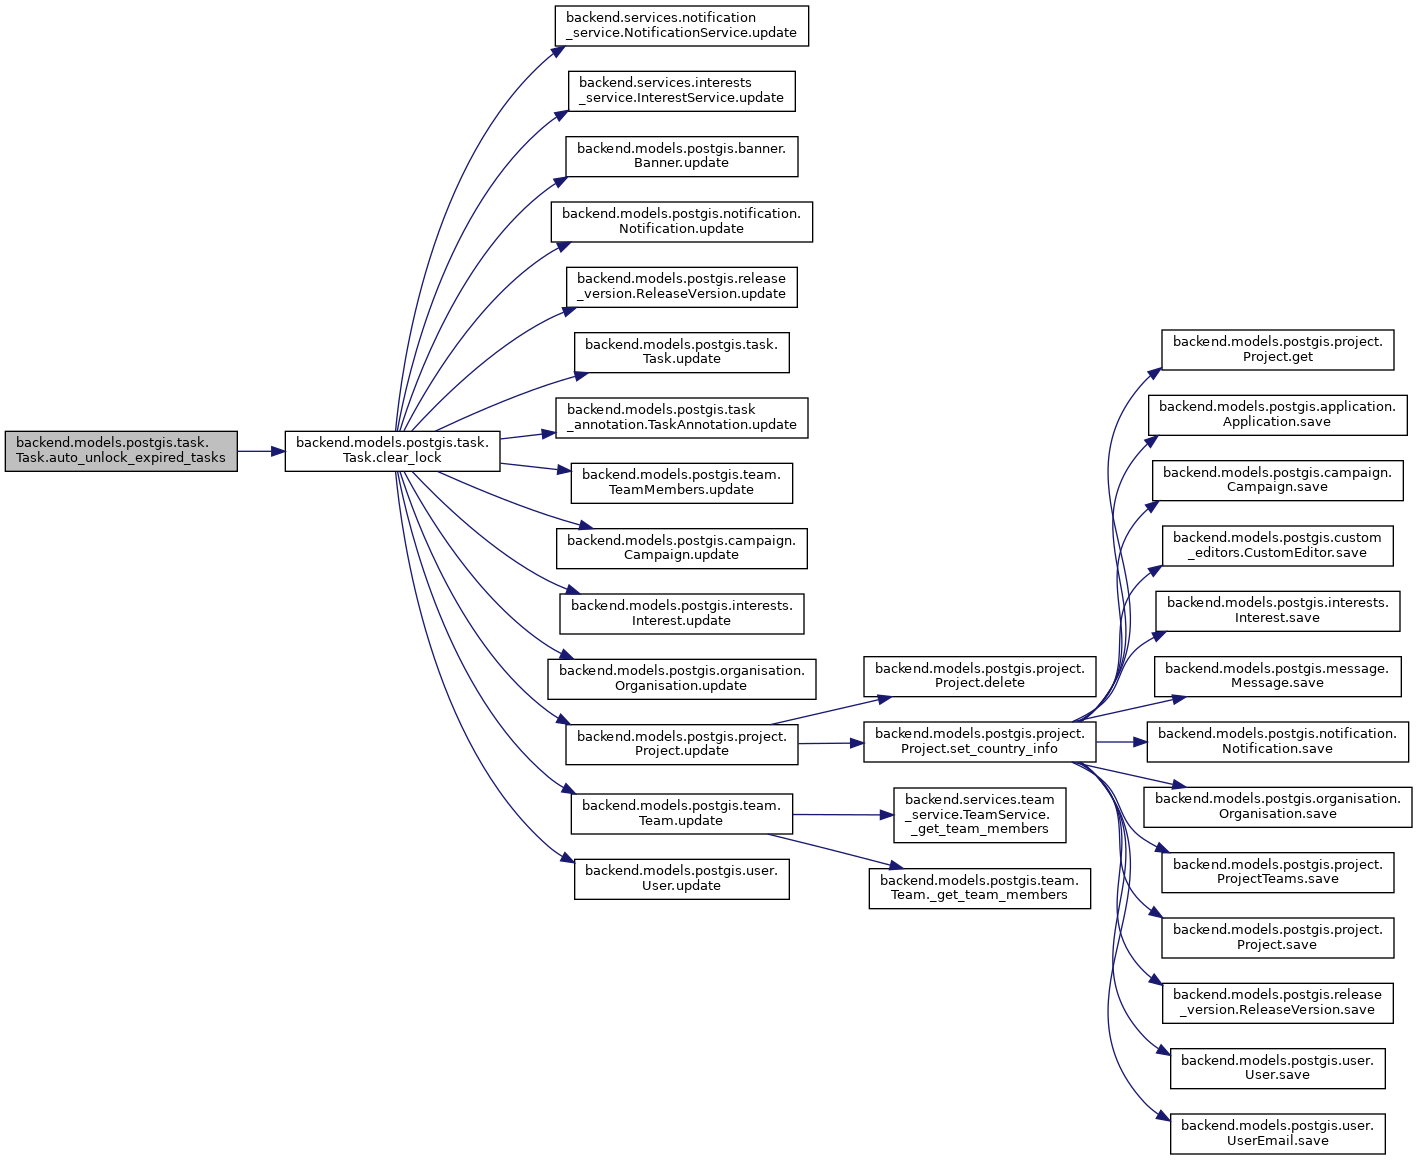 backend.models.postgis.task.
Task.auto_unlock_expired_tasks
backend.models.postgis.task.
Task.clear_lock
backend.services.notification
_service.NotificationService.update
backend.services.interests
_service.InterestService.update
backend.models.postgis.banner.
Banner.update
backend.models.postgis.notification.
Notification.update
backend.models.postgis.release
_version.ReleaseVersion.update
backend.models.postgis.task.
Task.update
backend.models.postgis.task
_annotation.TaskAnnotation.update
backend.models.postgis.team.
TeamMembers.update
backend.models.postgis.campaign.
Campaign.update
backend.models.postgis.interests.
Interest.update
backend.models.postgis.organisation.
Organisation.update
backend.models.postgis.project.
Project.update
backend.models.postgis.team.
Team.update
backend.models.postgis.user.
User.update
backend.models.postgis.project.
Project.delete
backend.models.postgis.project.
Project.set_country_info
backend.services.team
_service.TeamService.
_get_team_members
backend.models.postgis.team.
Team._get_team_members
backend.models.postgis.project.
Project.get
backend.models.postgis.application.
Application.save
backend.models.postgis.campaign.
Campaign.save
backend.models.postgis.custom
_editors.CustomEditor.save
backend.models.postgis.interests.
Interest.save
backend.models.postgis.message.
Message.save
backend.models.postgis.notification.
Notification.save
backend.models.postgis.organisation.
Organisation.save
backend.models.postgis.project.
ProjectTeams.save
backend.models.postgis.project.
Project.save
backend.models.postgis.release
_version.ReleaseVersion.save
backend.models.postgis.user.
User.save
backend.models.postgis.user.
UserEmail.save